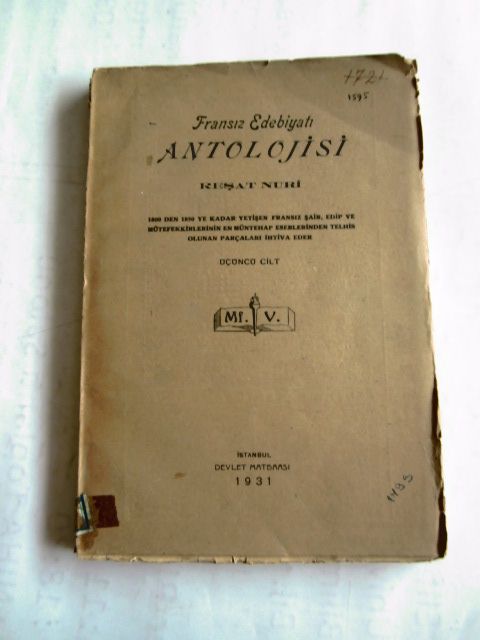 1595
Fransız Edebiyatı
ANTOLOJİSİ
REŞAT NURİ
1800 DEN 1850 YE KADAR YETİŞEN FRANSIZ ŞAİR, EDİP VE
MÜTEFEKKİRLERİNİN EN MÜNTEHAP ESERLERİNDEN TELHİS
OLUNAN PARÇALARI İHTİVA EDER
ÜÇÜNCÜ CİLT
Mf. V.
İSTANBUL
DEVLET MATBAASI
1931